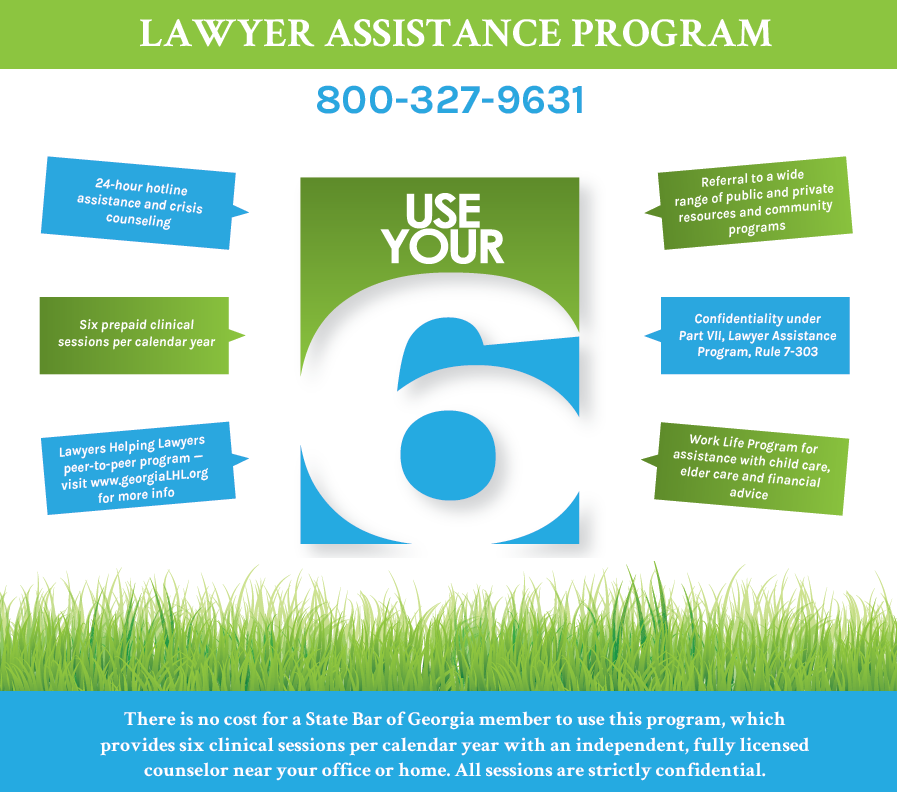 LAWYER ASSISTANCE PROGRAM
800-327-9631
24-hour hotline
assistance and crisis
counseling
Six prepaid clinical
sessions per calendar year
Lawyers Helping Lawyers
peer-to-peer program —
visit www.georgiaLHL.org
for more info
USE
YOUR
6
Referral to a wide
range of public and private
resources and community
programs
Confidentiality under
Part VII, Lawyer Assistance
Program, Rule 7-303
Work Life Program for
assistance with child care,
elder care and financial
advice
There is no cost for a State Bar of Georgia member to use this program, which
provides six clinical sessions per calendar year with an independent, fully licensed
counselor near your office or home. All sessions are strictly confidential.